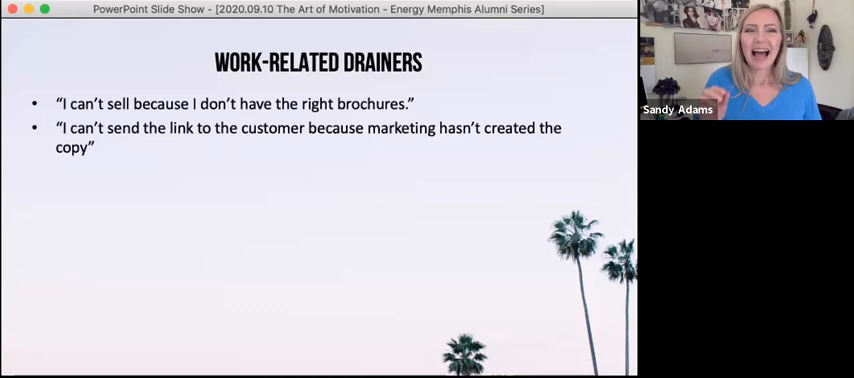 PowerPoint Slide Show - [2020.09.10 The Art of Motivation - Energy Memphis Alumni Series]
WORK-RELATED DRAINERS
• “I can’t sell because I don’t have the right brochures.”
• “I can’t send the link to the customer because marketing hasn’t created the
copy”
Sandy Adams